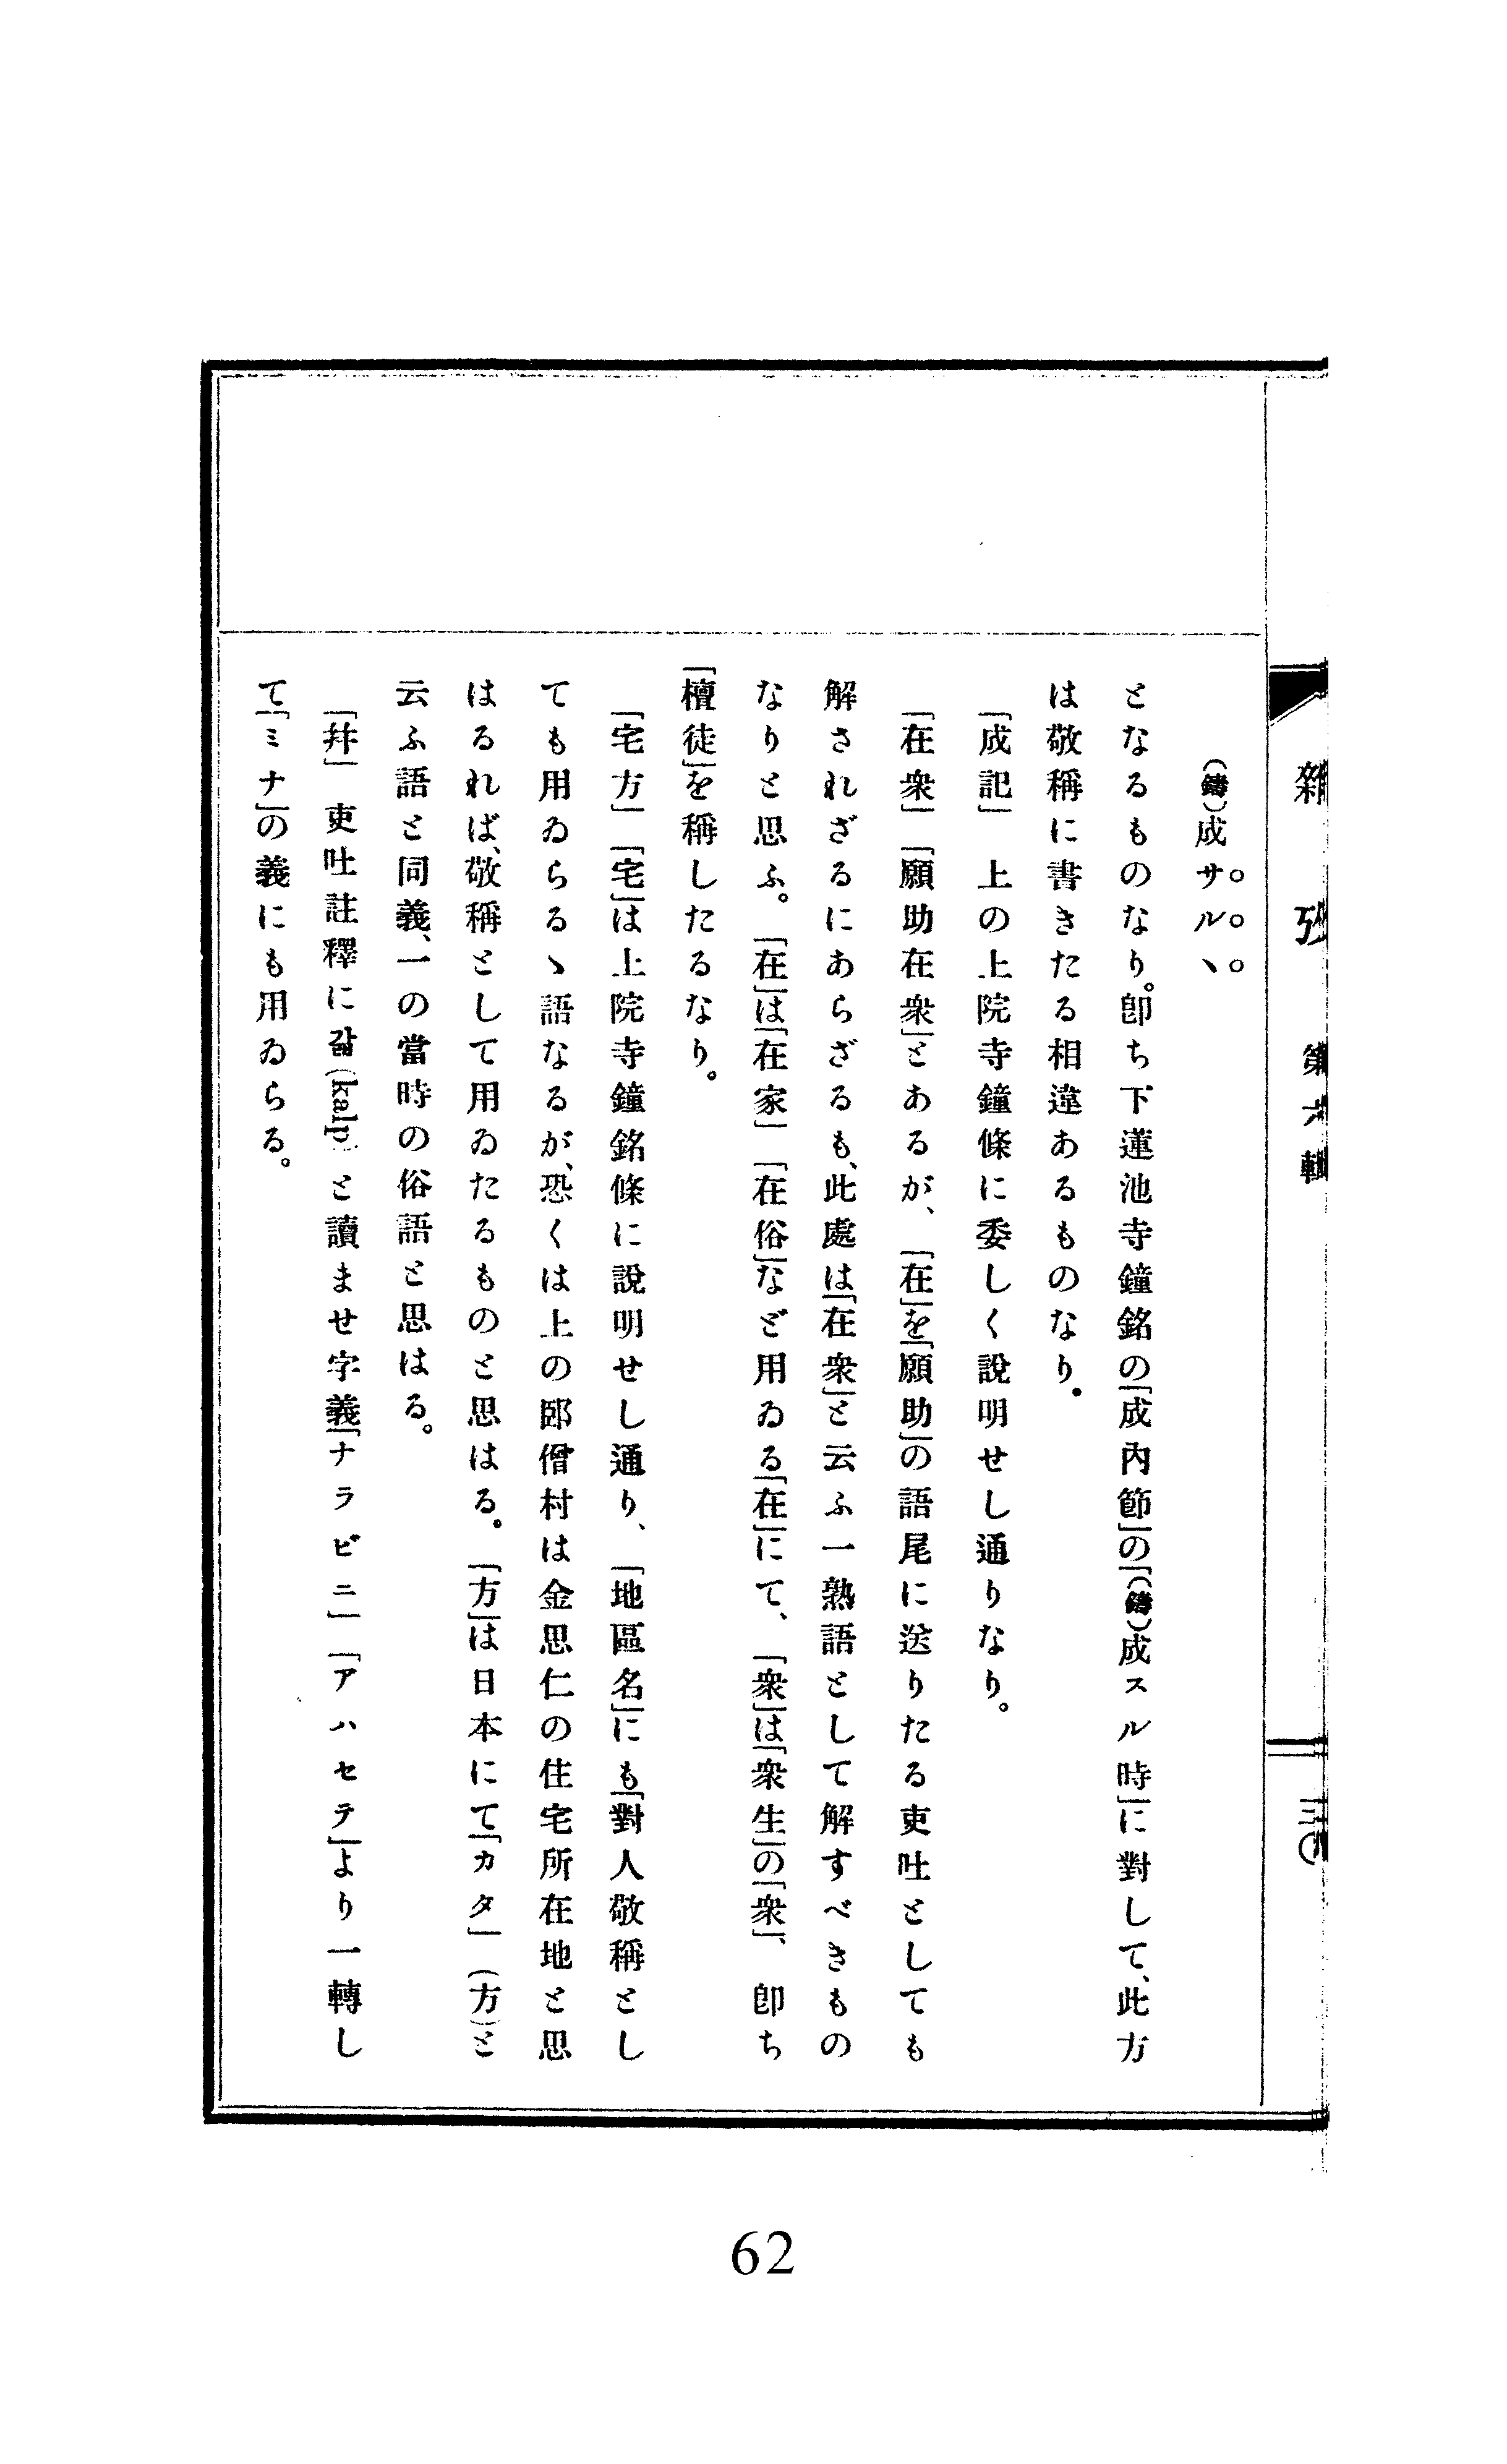 雜攷　第六輯
三〇
（鑄）成サルヽ
となるものなり。卽ち下蓮池寺鐘銘の「成內節」の「（鑄）成スル時」に對して、此方
は敬稱に書きたる相違あるものなり。
「成記」　上の上院寺鐘條に委しく說明せし通りなり。
「在衆」「願助在衆」とあるが、「在」を「願助」の語尾に送りたる吏吐としても
解されざるにあらざるも、此處は「在衆」と云ふ一熟語として解すべきもの
なりと思ふ。「在」は「在家」「在俗」など用ゐる「在」にて、「衆」は「衆生」の「衆」、卽ち
「檀徒」を稱したるなり。
「宅方」「宅」は上院寺鐘銘條に說明せし通り、「地區名」にも「對人敬稱とし
ても用ゐらるゝ語なるが、恐くは上の郎僧村は金思仁の住宅所在地と思
はるれば、敬稱として用ゐたるものと思はる。「方」は日本にて「カタ」（方）と
云ふ語と同義、一の當時の俗語と思はる。
「幷」　吏吐註釋に갋（kalp）と讀ませ字義「ナラビニ」「アハセテ」より一轉し
て「ミナ」の義にも用ゐらる。
62